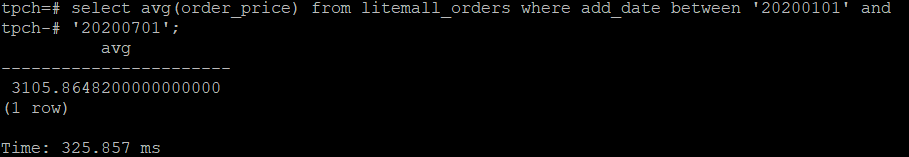 tpch=# select avg(order_price) from litemall_orders where add_date between '20200101' and
tpch-# '20200701';
          avg
-----------------------
 3105.8648200000000000
(1 row)

Time: 325.857 ms